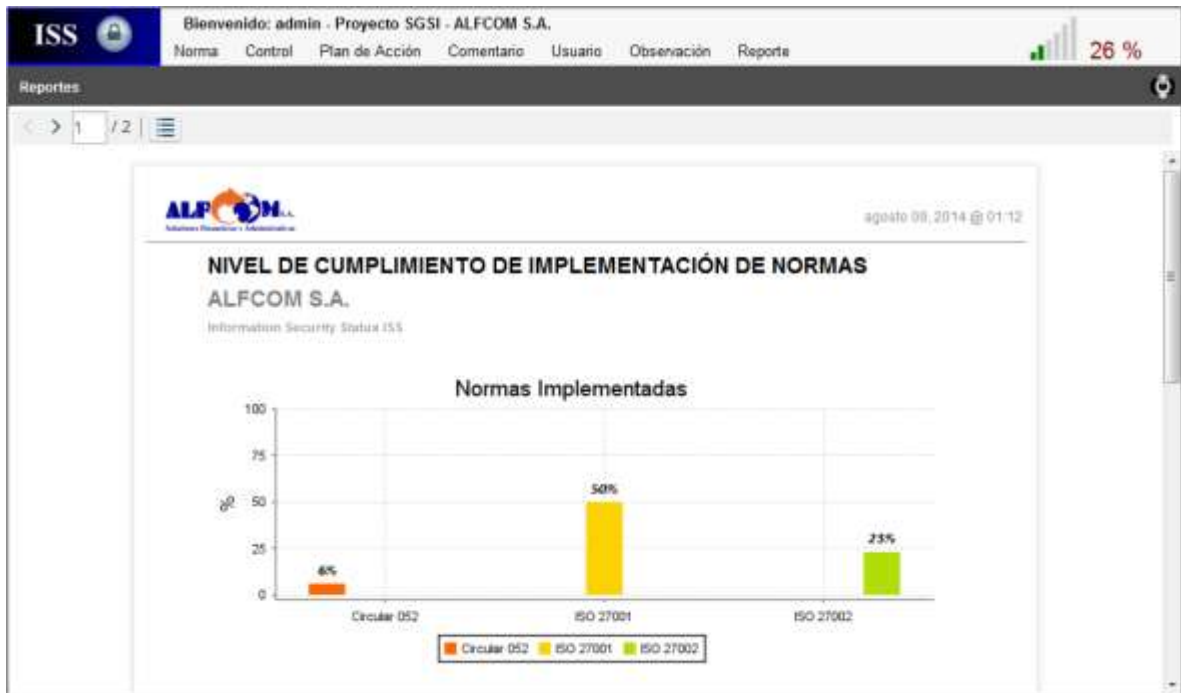 ISS
Bienvenido: admin - Proyecto SGSI - ALFCOM S.A.
Norma Control Plan de Acción Comentario Usuario Observación Reporte
26 %
Reportes
1 / 2
ALFCOM S.A.
Soluciones Financieras y Administrativas
agosto 09, 2014 @ 01:12
NIVEL DE CUMPLIMIENTO DE IMPLEMENTACIÓN DE NORMAS
ALFCOM S.A.
Information Security Status ISS
Normas Implementadas
100
75
50
25
0
%
6%
50%
23%
Circular 052 ISO 27001 ISO 27002
Circular 052 ISO 27001 ISO 27002